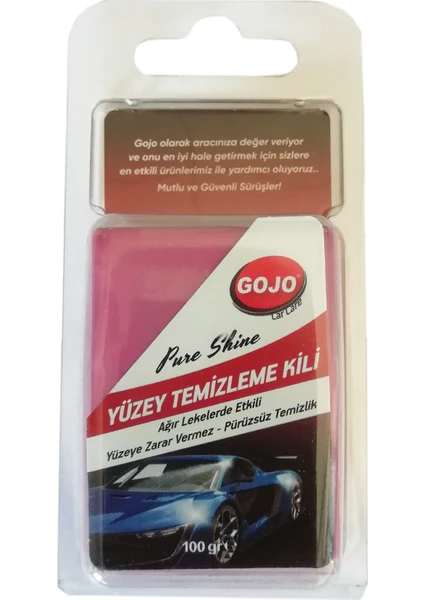 Gojo olarak aracınıza değer veriyor
ve onu en iyi hale getirmek için sizlere
en etkili ürünlerimiz ile yardımcı oluyoruz..
Mutlu ve Güvenli Sürüşler!
GOJO
Car Care
Pure Shine
YÜZEY TEMİZLEME KİLİ
Ağır Lekelerde Etkili
Yüzeye Zarar Vermez - Pürüzsüz Temizlik
100 gr